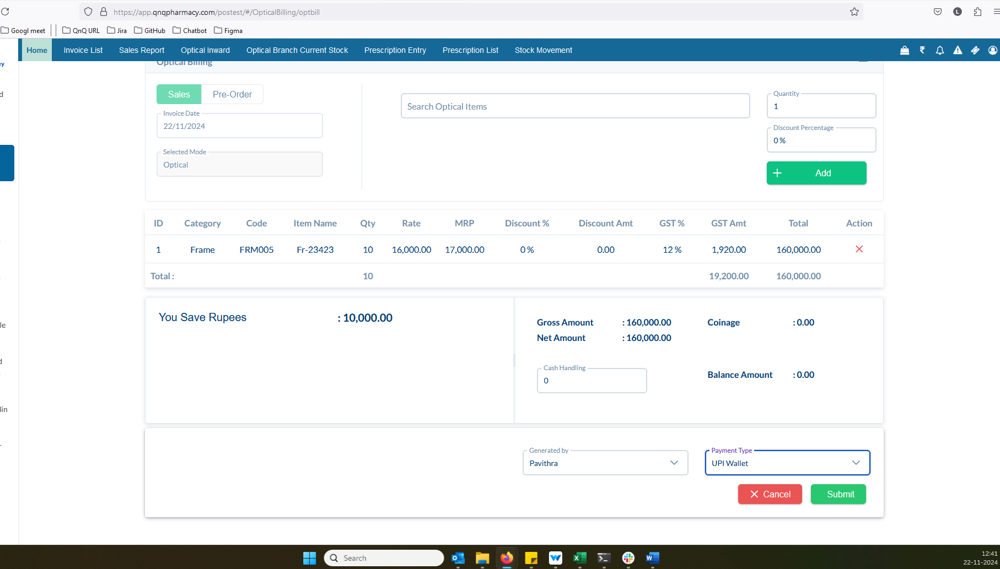 https://app.qnqpharmacy.com/postest/#/OpticalBilling/optbill
L
Googl meet
QnQ URL
Jira
GitHub
Chatbot
Figma
Home
Invoice List
Sales Report
Optical Inward
Optical Branch Current Stock
Prescription Entry
Prescription List
Stock Movement
₹
cy
d
le
d
Bin
Optical Billing
Sales
Pre-Order
Invoice Date
22/11/2024
Selected Mode
Optical
Search Optical Items
Quantity
1
Discount Percentage
0 %
Add
ID Category Code Item Name Qty Rate MRP Discount % Discount Amt GST % GST Amt Total Action
1 Frame FRM005 Fr-23423 10 16,000.00 17,000.00 0 % 0.00 12 % 1,920.00 160,000.00
Total : 10 19,200.00 160,000.00
You Save Rupees : 10,000.00
Gross Amount : 160,000.00 Coinage : 0.00
Net Amount : 160,000.00
Cash Handling
0
Balance Amount : 0.00
Generated by
Pavithra
Payment Type
UPI Wallet
Cancel
Submit
Search
12:41
22-11-2024